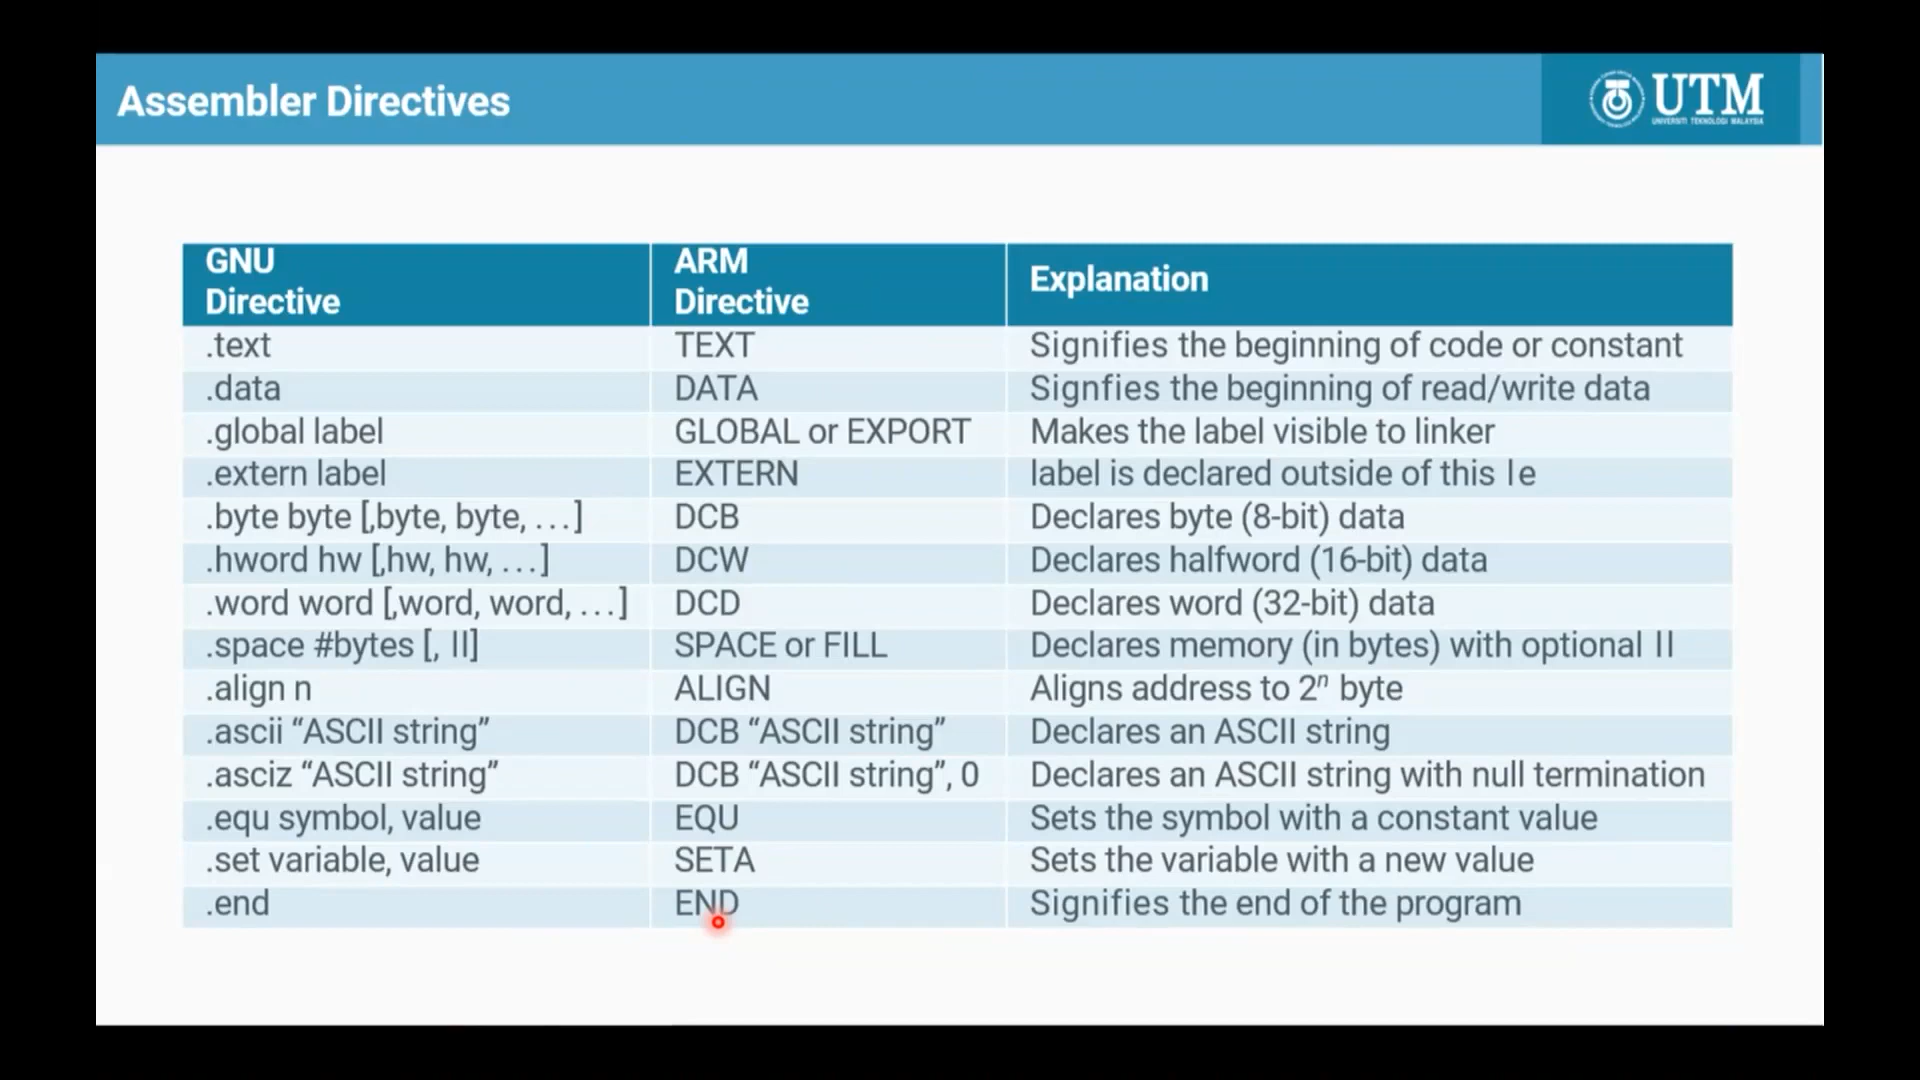 Assembler Directives
UTM
UNIVERSITI TEKNOLOGI MALAYSIA
GNU Directive | ARM Directive | Explanation
.text | TEXT | Signifies the beginning of code or constant
.data | DATA | Signfies the beginning of read/write data
.global label | GLOBAL or EXPORT | Makes the label visible to linker
.extern label | EXTERN | label is declared outside of this le
.byte byte [,byte, byte, …] | DCB | Declares byte (8-bit) data
.hword hw [,hw, hw, …] | DCW | Declares halfword (16-bit) data
.word word [,word, word, …] | DCD | Declares word (32-bit) data
.space #bytes [, ll] | SPACE or FILL | Declares memory (in bytes) with optional ll
.align n | ALIGN | Aligns address to 2ⁿ byte
.ascii “ASCII string” | DCB “ASCII string” | Declares an ASCII string
.asciz “ASCII string” | DCB “ASCII string”, 0 | Declares an ASCII string with null termination
.equ symbol, value | EQU | Sets the symbol with a constant value
.set variable, value | SETA | Sets the variable with a new value
.end | END | Signifies the end of the program